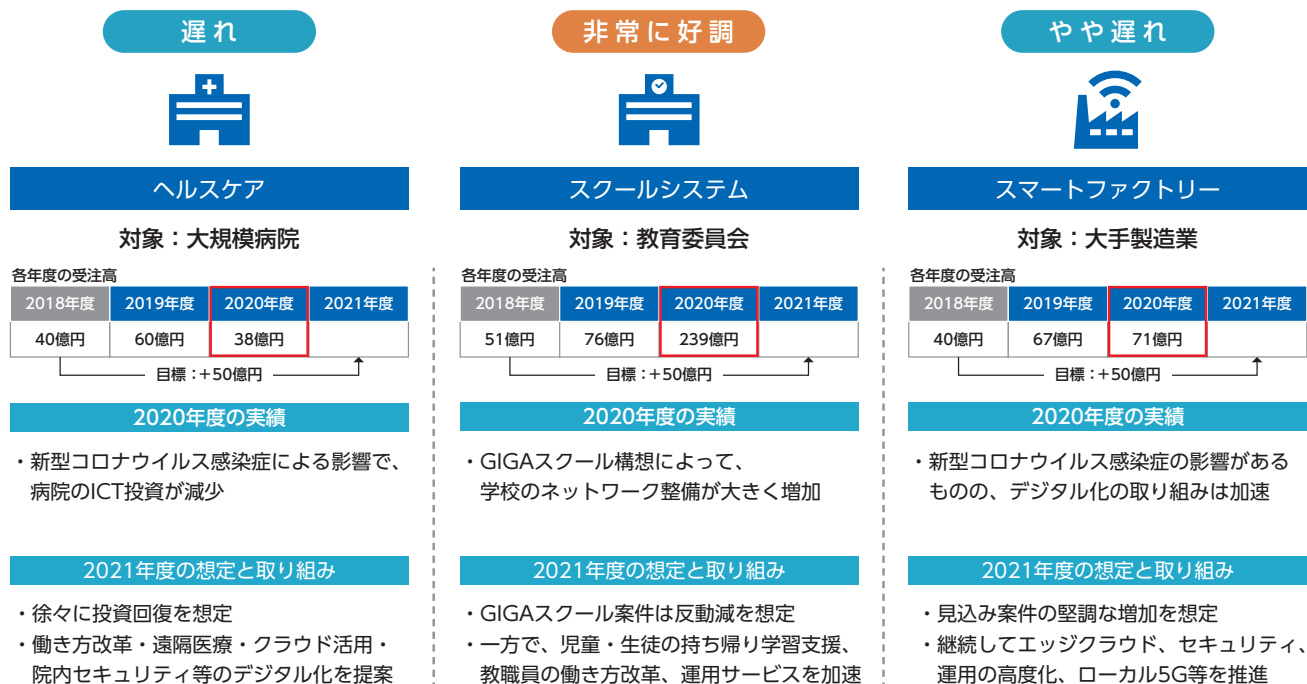 遅れ
ヘルスケア
対象：大規模病院
各年度の受注高
2018年度 2019年度 2020年度 2021年度
40億円 60億円 38億円
目標：+50億円
2020年度の実績
・新型コロナウイルス感染症による影響で、
病院のICT投資が減少
2021年度の想定と取り組み
・徐々に投資回復を想定
・働き方改革・遠隔医療・クラウド活用・
院内セキュリティ等のデジタル化を提案
非常に好調
スクールシステム
対象：教育委員会
各年度の受注高
2018年度 2019年度 2020年度 2021年度
51億円 76億円 239億円
目標：+50億円
2020年度の実績
・GIGAスクール構想によって、
学校のネットワーク整備が大きく増加
2021年度の想定と取り組み
・GIGAスクール案件は反動減を想定
・一方で、児童・生徒の持ち帰り学習支援、
教職員の働き方改革、運用サービスを加速
やや遅れ
スマートファクトリー
対象：大手製造業
各年度の受注高
2018年度 2019年度 2020年度 2021年度
40億円 67億円 71億円
目標：+50億円
2020年度の実績
・新型コロナウイルス感染症の影響がある
ものの、デジタル化の取り組みは加速
2021年度の想定と取り組み
・見込み案件の堅調な増加を想定
・継続してエッジクラウド、セキュリティ、
運用の高度化、ローカル5G等を推進